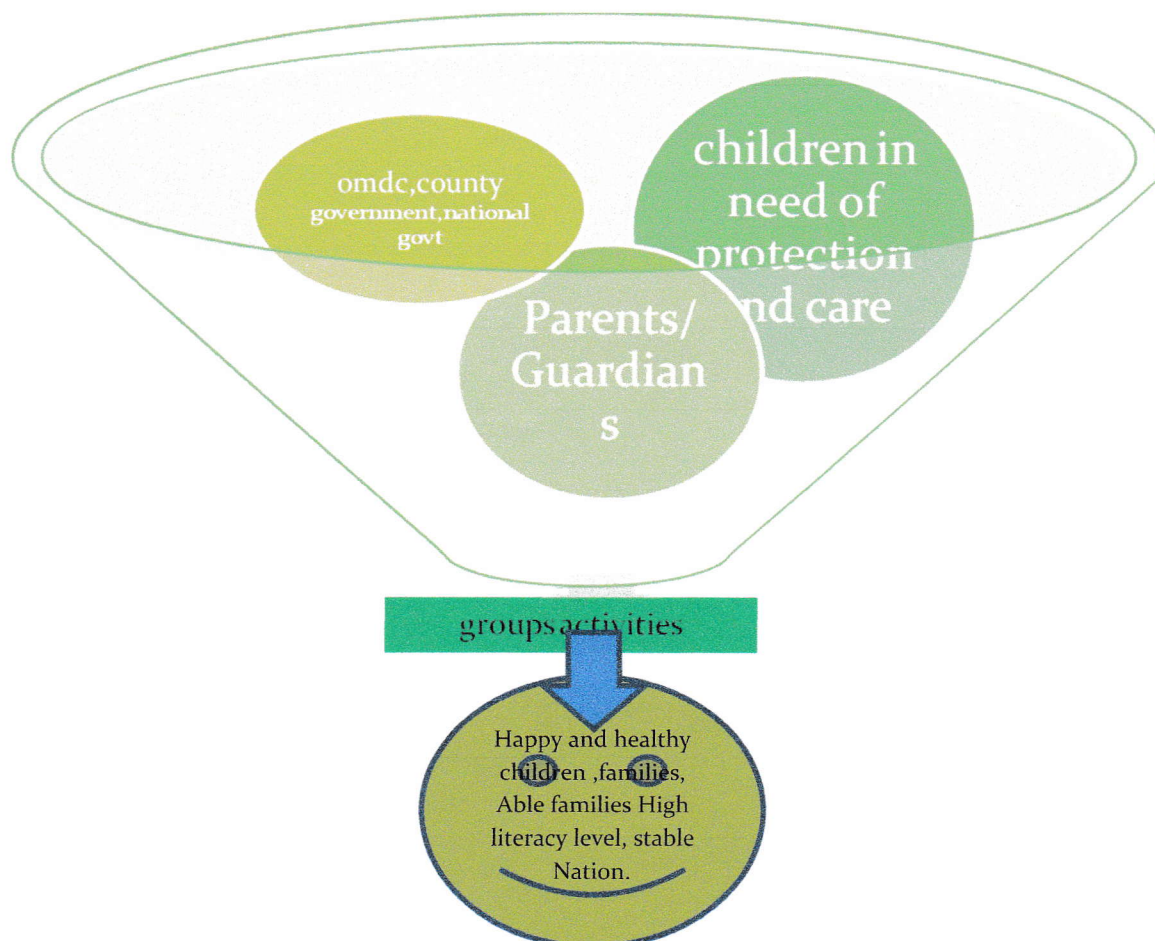 omdc,county
government,national
govt
children in
need of
protection
and care
Parents/
Guardian
s
groups activities
Happy and healthy
children ,families,
Able families High
literacy level, stable
Nation.